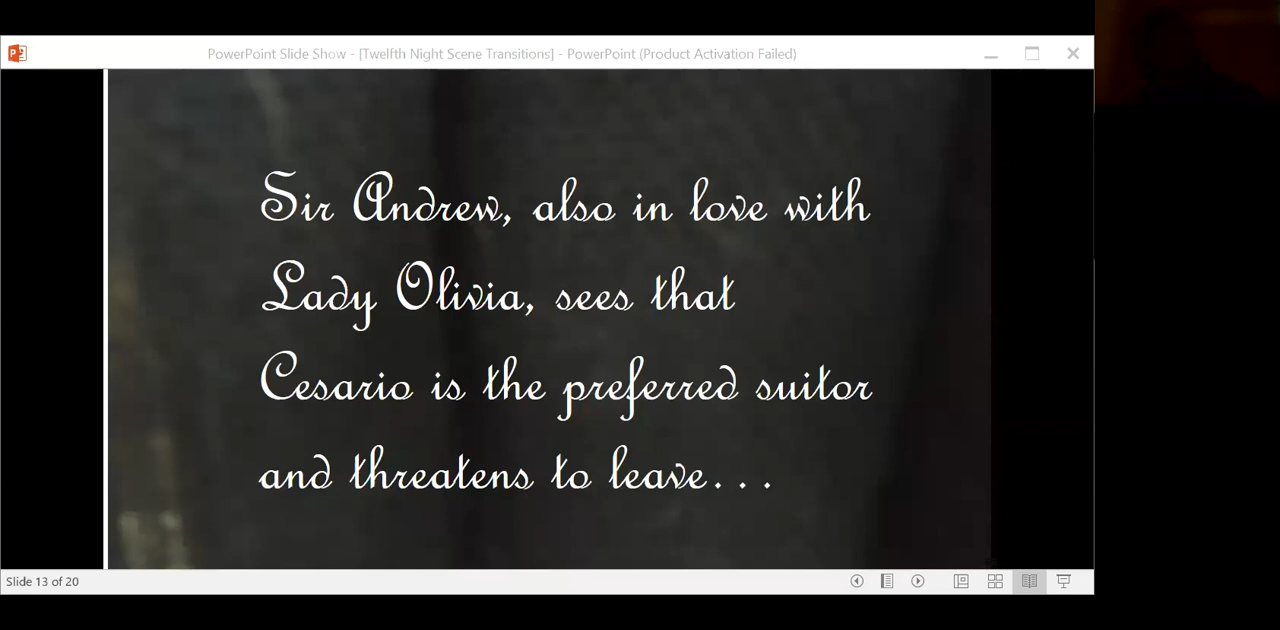 PowerPoint Slide Show - [Twelfth Night Scene Transitions] - PowerPoint (Product Activation Failed)
Sir Andrew, also in love with
Lady Olivia, sees that
Cesario is the preferred suitor
and threatens to leave...
Slide 13 of 20